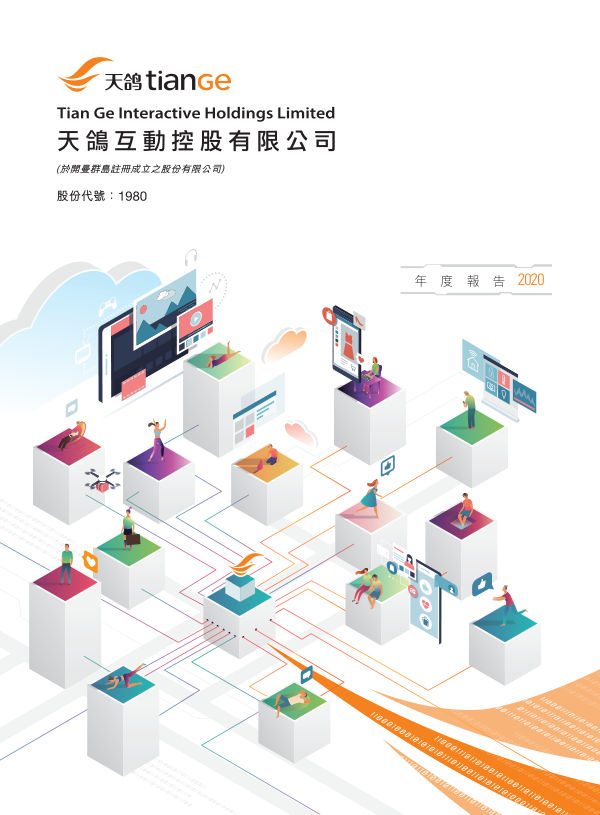 天鴿 tianGe
Tian Ge Interactive Holdings Limited
天鴿互動控股有限公司
(於開曼群島註冊成立之股份有限公司)
股份代號：1980
年度報告 2020